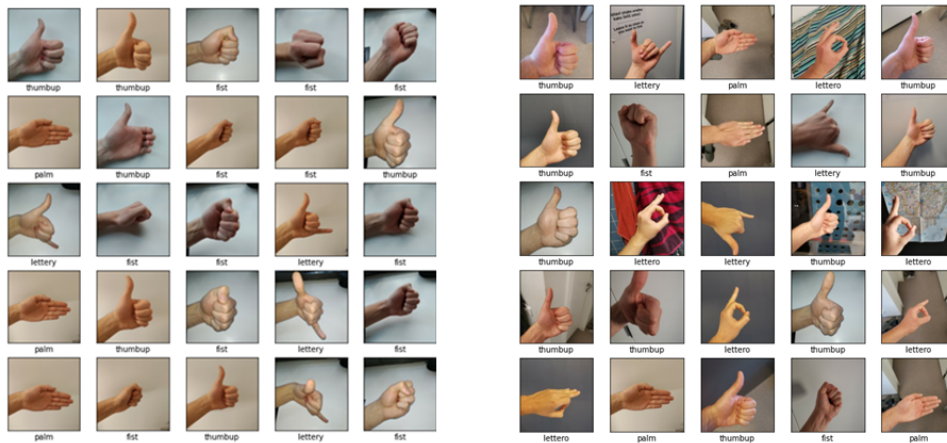 thumbup thumbup fist fist fist
palm thumbup fist fist thumbup
lettery fist fist lettery fist
palm thumbup fist lettery fist
palm fist thumbup lettery fist
thumbup lettery palm lettero thumbup
thumbup fist palm lettery thumbup
thumbup lettero lettery thumbup lettero
thumbup thumbup lettero thumbup lettero
lettero palm thumbup fist palm